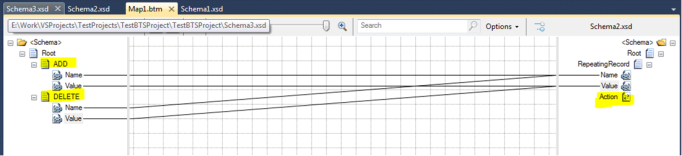 Schema3.xsd Schema2.xsd Map1.btm Schema1.xsd
E:\Work\VSProjects\TestProjects\TestBTSProject\TestBTSProject\Schema3.xsd
Search
Options
Schema2.xsd
<Schema>
<Schema>
Root
Root
ADD
RepeatingRecord
Name
Name
Value
Value
DELETE
Action
Name
Value